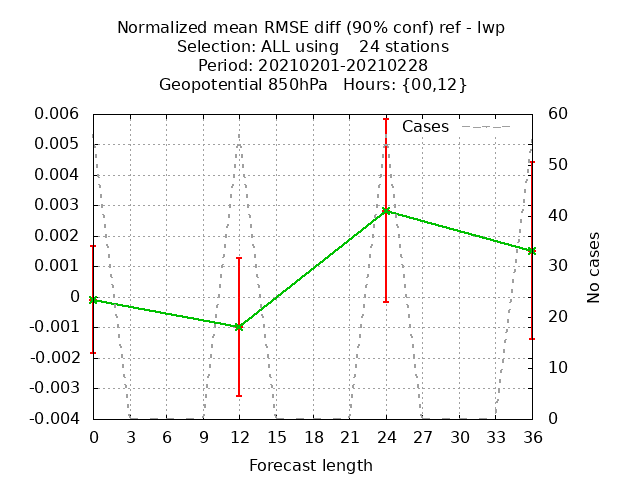 Normalized mean RMSE diff (90% conf) ref - lwp
Selection: ALL using    24 stations
Period: 20210201-20210228
Geopotential 850hPa   Hours: {00,12}
Cases
0.006
0.005
0.004
0.003
0.002
0.001
0
-0.001
-0.002
-0.003
-0.004
60
50
40
30
20
10
0
No cases
0 3 6 9 12 15 18 21 24 27 30 33 36
Forecast length